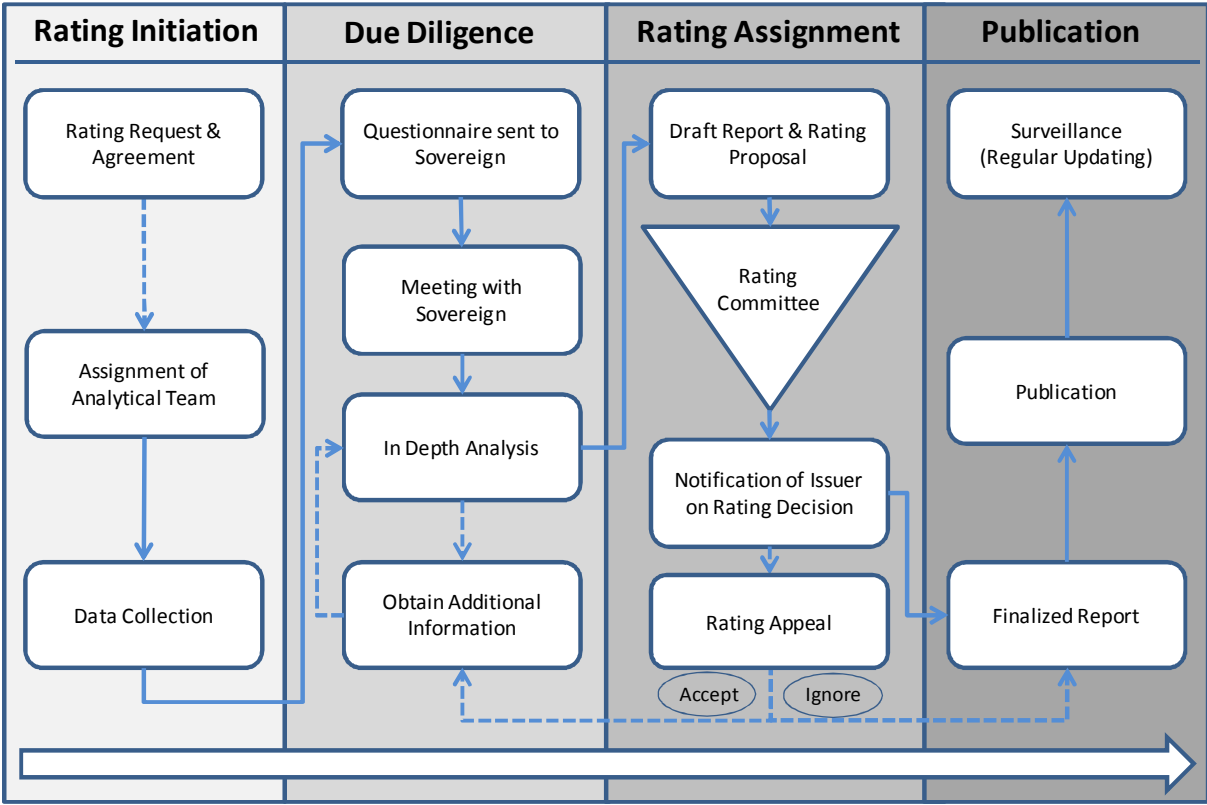 Rating Initiation
Due Diligence
Rating Assignment
Publication
Rating Request &
Agreement
Assignment of
Analytical Team
Data Collection
Questionnaire sent to
Sovereign
Meeting with
Sovereign
In Depth Analysis
Obtain Additional
Information
Draft Report & Rating
Proposal
Rating
Committee
Notification of Issuer
on Rating Decision
Rating Appeal
Accept
Ignore
Surveillance
(Regular Updating)
Publication
Finalized Report